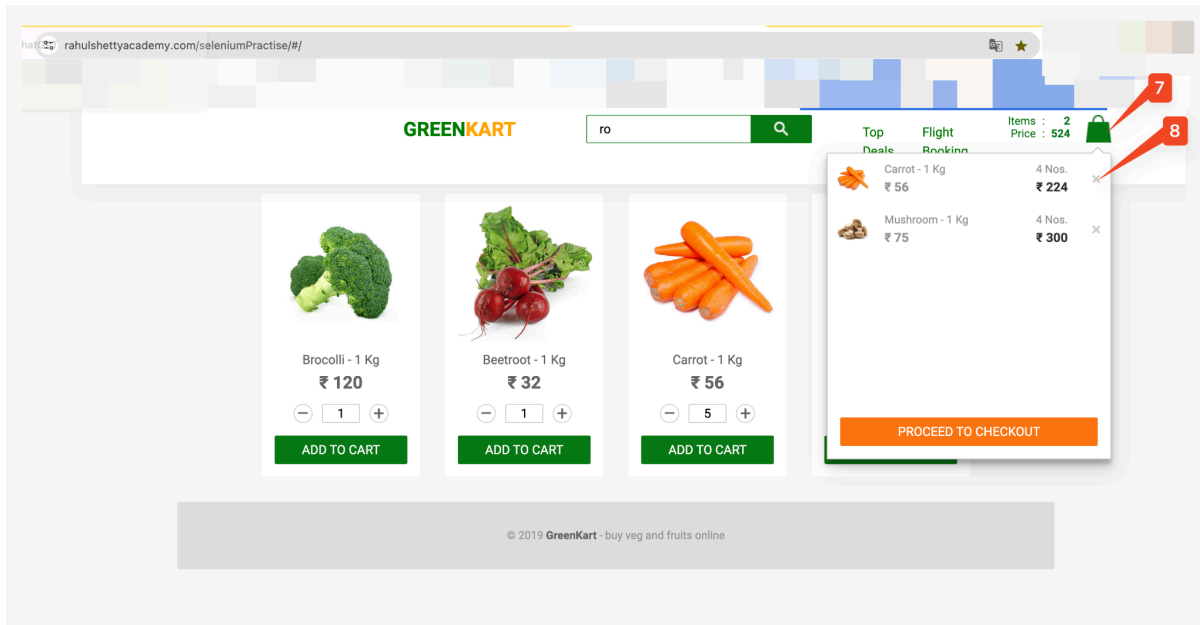 rahulshettyacademy.com/seleniumPractise/#/
7
GREENKART
ro
Top Deals
Flight Booking
Items : 2
Price : 524
8
Carrot - 1 Kg 4 Nos.
₹ 56 ₹ 224 ×
Mushroom - 1 Kg 4 Nos.
₹ 75 ₹ 300 ×
PROCEED TO CHECKOUT
Brocolli - 1 Kg
₹ 120
− 1 +
ADD TO CART
Beetroot - 1 Kg
₹ 32
− 1 +
ADD TO CART
Carrot - 1 Kg
₹ 56
− 5 +
ADD TO CART
© 2019 GreenKart - buy veg and fruits online